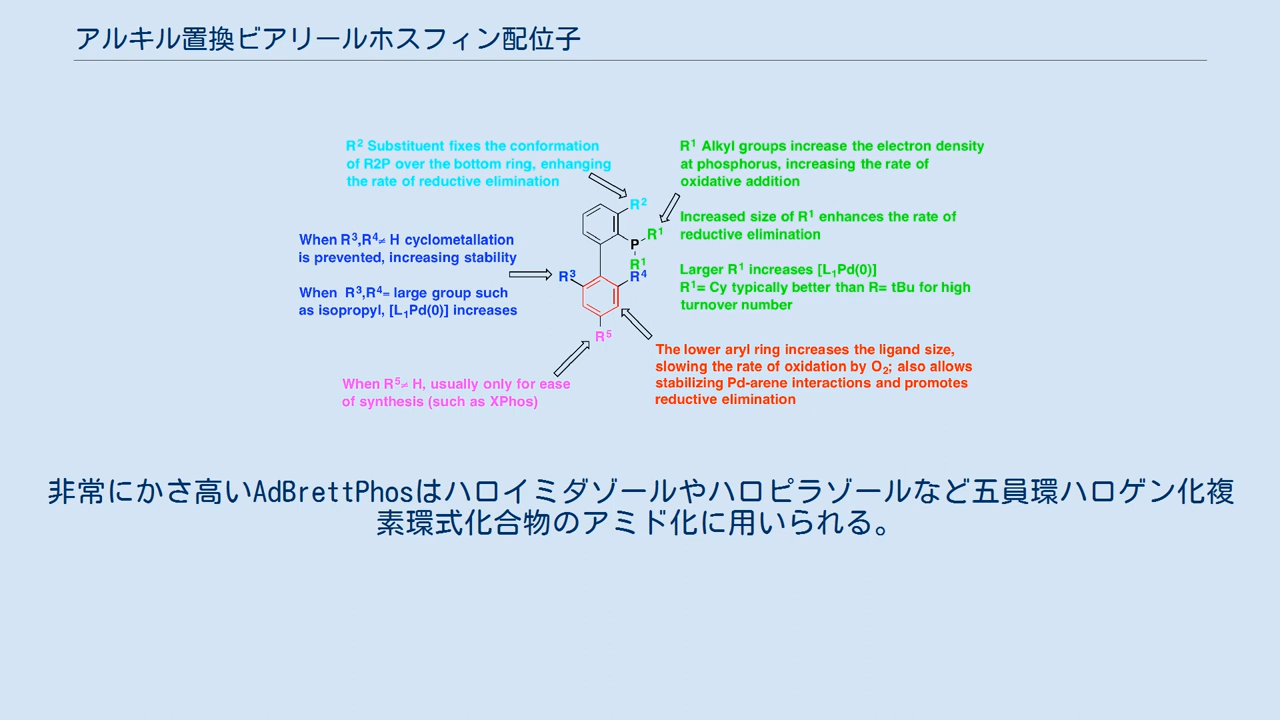 アルキル置換ビアリールホスフィン配位子
R² Substituent fixes the conformation
of R2P over the bottom ring, enhanging
the rate of reductive elimination
R¹ Alkyl groups increase the electron density
at phosphorus, increasing the rate of
oxidative addition
Increased size of R¹ enhances the rate of
reductive elimination
Larger R¹ increases [L₁Pd(0)]
R¹= Cy typically better than R= tBu for high
turnover number
When R³,R⁴≠ H cyclometallation
is prevented, increasing stability
When R³,R⁴= large group such
as isopropyl, [L₁Pd(0)] increases
R²
R¹
P
R¹
R³
R⁴
R⁵
The lower aryl ring increases the ligand size,
slowing the rate of oxidation by O₂; also allows
stabilizing Pd-arene interactions and promotes
reductive elimination
When R⁵≠ H, usually only for ease
of synthesis (such as XPhos)
非常にかさ高いAdBrettPhosはハロイミダゾールやハロピラゾールなど五員環ハロゲン化複
素環式化合物のアミド化に用いられる。